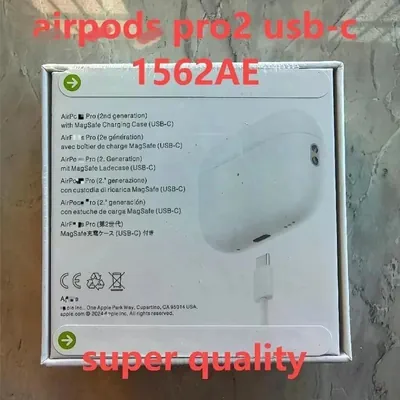 airpods pro2 usb-c
1562AE
Pro (2nd generation)
with MagSafe Charging Case (USB-C)
Pro (2e génération)
avec boîtier de charge MagSafe (USB-C)
Pro (2. Generation)
mit MagSafe Ladecase (USB-C)
Pro (2.ª generazione)
con custodia di ricarica MagSafe (USB-C)
Pro (2.ª generación)
con estuche de carga MagSafe (USB-C)
Pro (第2世代)
MagSafe充電ケース (USB-C) 付き
CE
Inc., One Apple Park Way, Cupertino, CA 95014 USA.
apple.com © 2024 Apple Inc. All rights reserved.
super quality